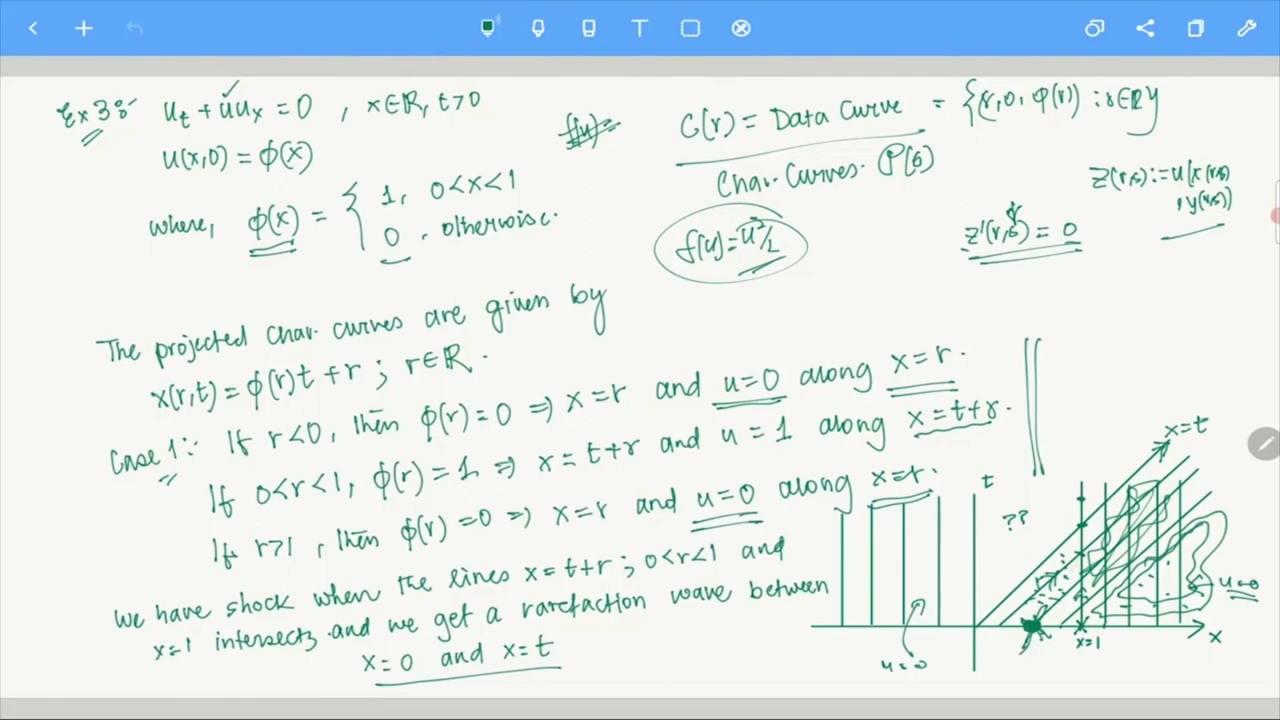 Ex 3:- u_t + u u_x = 0 , x∈ℝ, t>0
u(x,0) = φ(x)
where, φ(x) = { 1, 0<x<1
0 , otherwise.
C(r) = Data Curve = {r, 0, φ(r) : r∈ℝ}
Char. Curves.
f(u) = u²/2
z'(r,s) = 0
The projected char. curves are given by
x(r,t) = φ(r)t + r ; r∈ℝ.
Case 1:- If r<0, then φ(r) = 0 ⇒ x=r and u=0 along x=r.
If 0<r<1, φ(r) = 1 ⇒ x = t+r and u = 1 along x=t+r.
If r>1, then φ(r) = 0 ⇒ x=r and u=0 along x=r.
We have shock when the lines x=t+r ; 0<r<1 and
x=1 intersects and we get a rarefaction wave between
x=0 and x=t
x=t
t
??
u=0
x=1
x
u=0